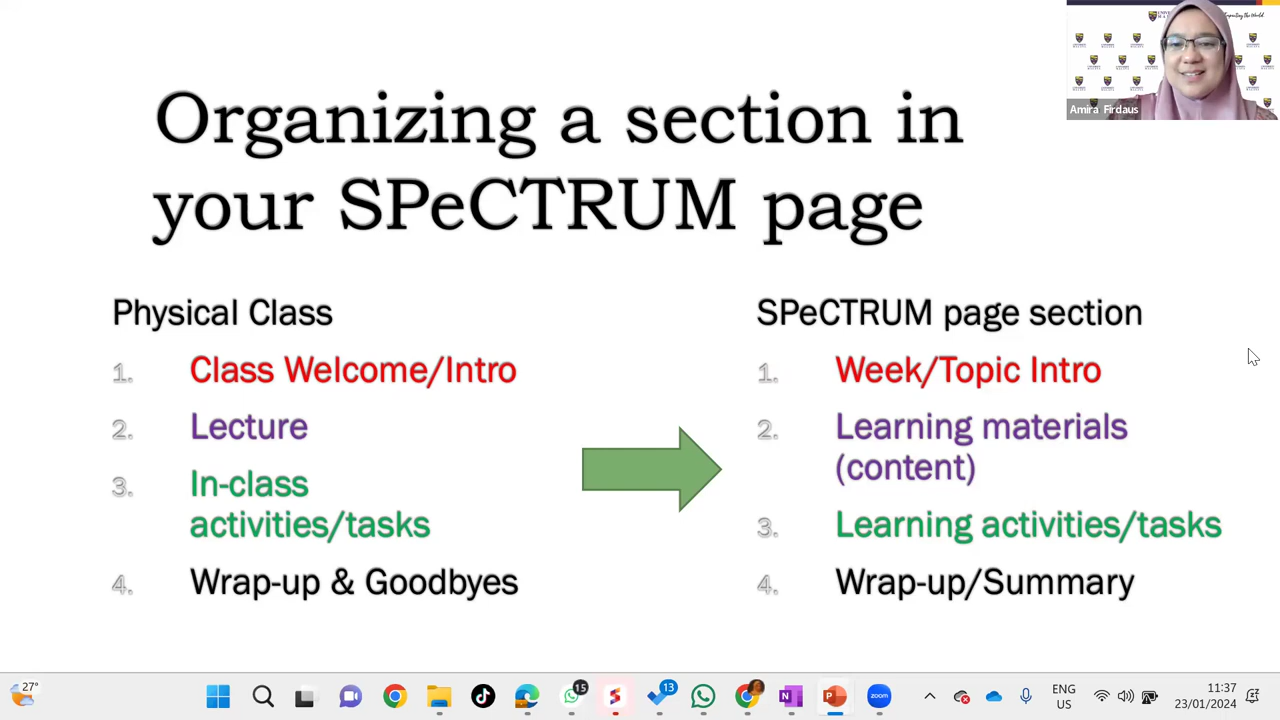 Organizing a section in
your SPeCTRUM page
Amira Firdaus
Physical Class
1. Class Welcome/Intro
2. Lecture
3. In-class
activities/tasks
4. Wrap-up & Goodbyes
SPeCTRUM page section
1. Week/Topic Intro
2. Learning materials
(content)
3. Learning activities/tasks
4. Wrap-up/Summary
27°
15
13
zoom
ENG
US
11:37
23/01/2024